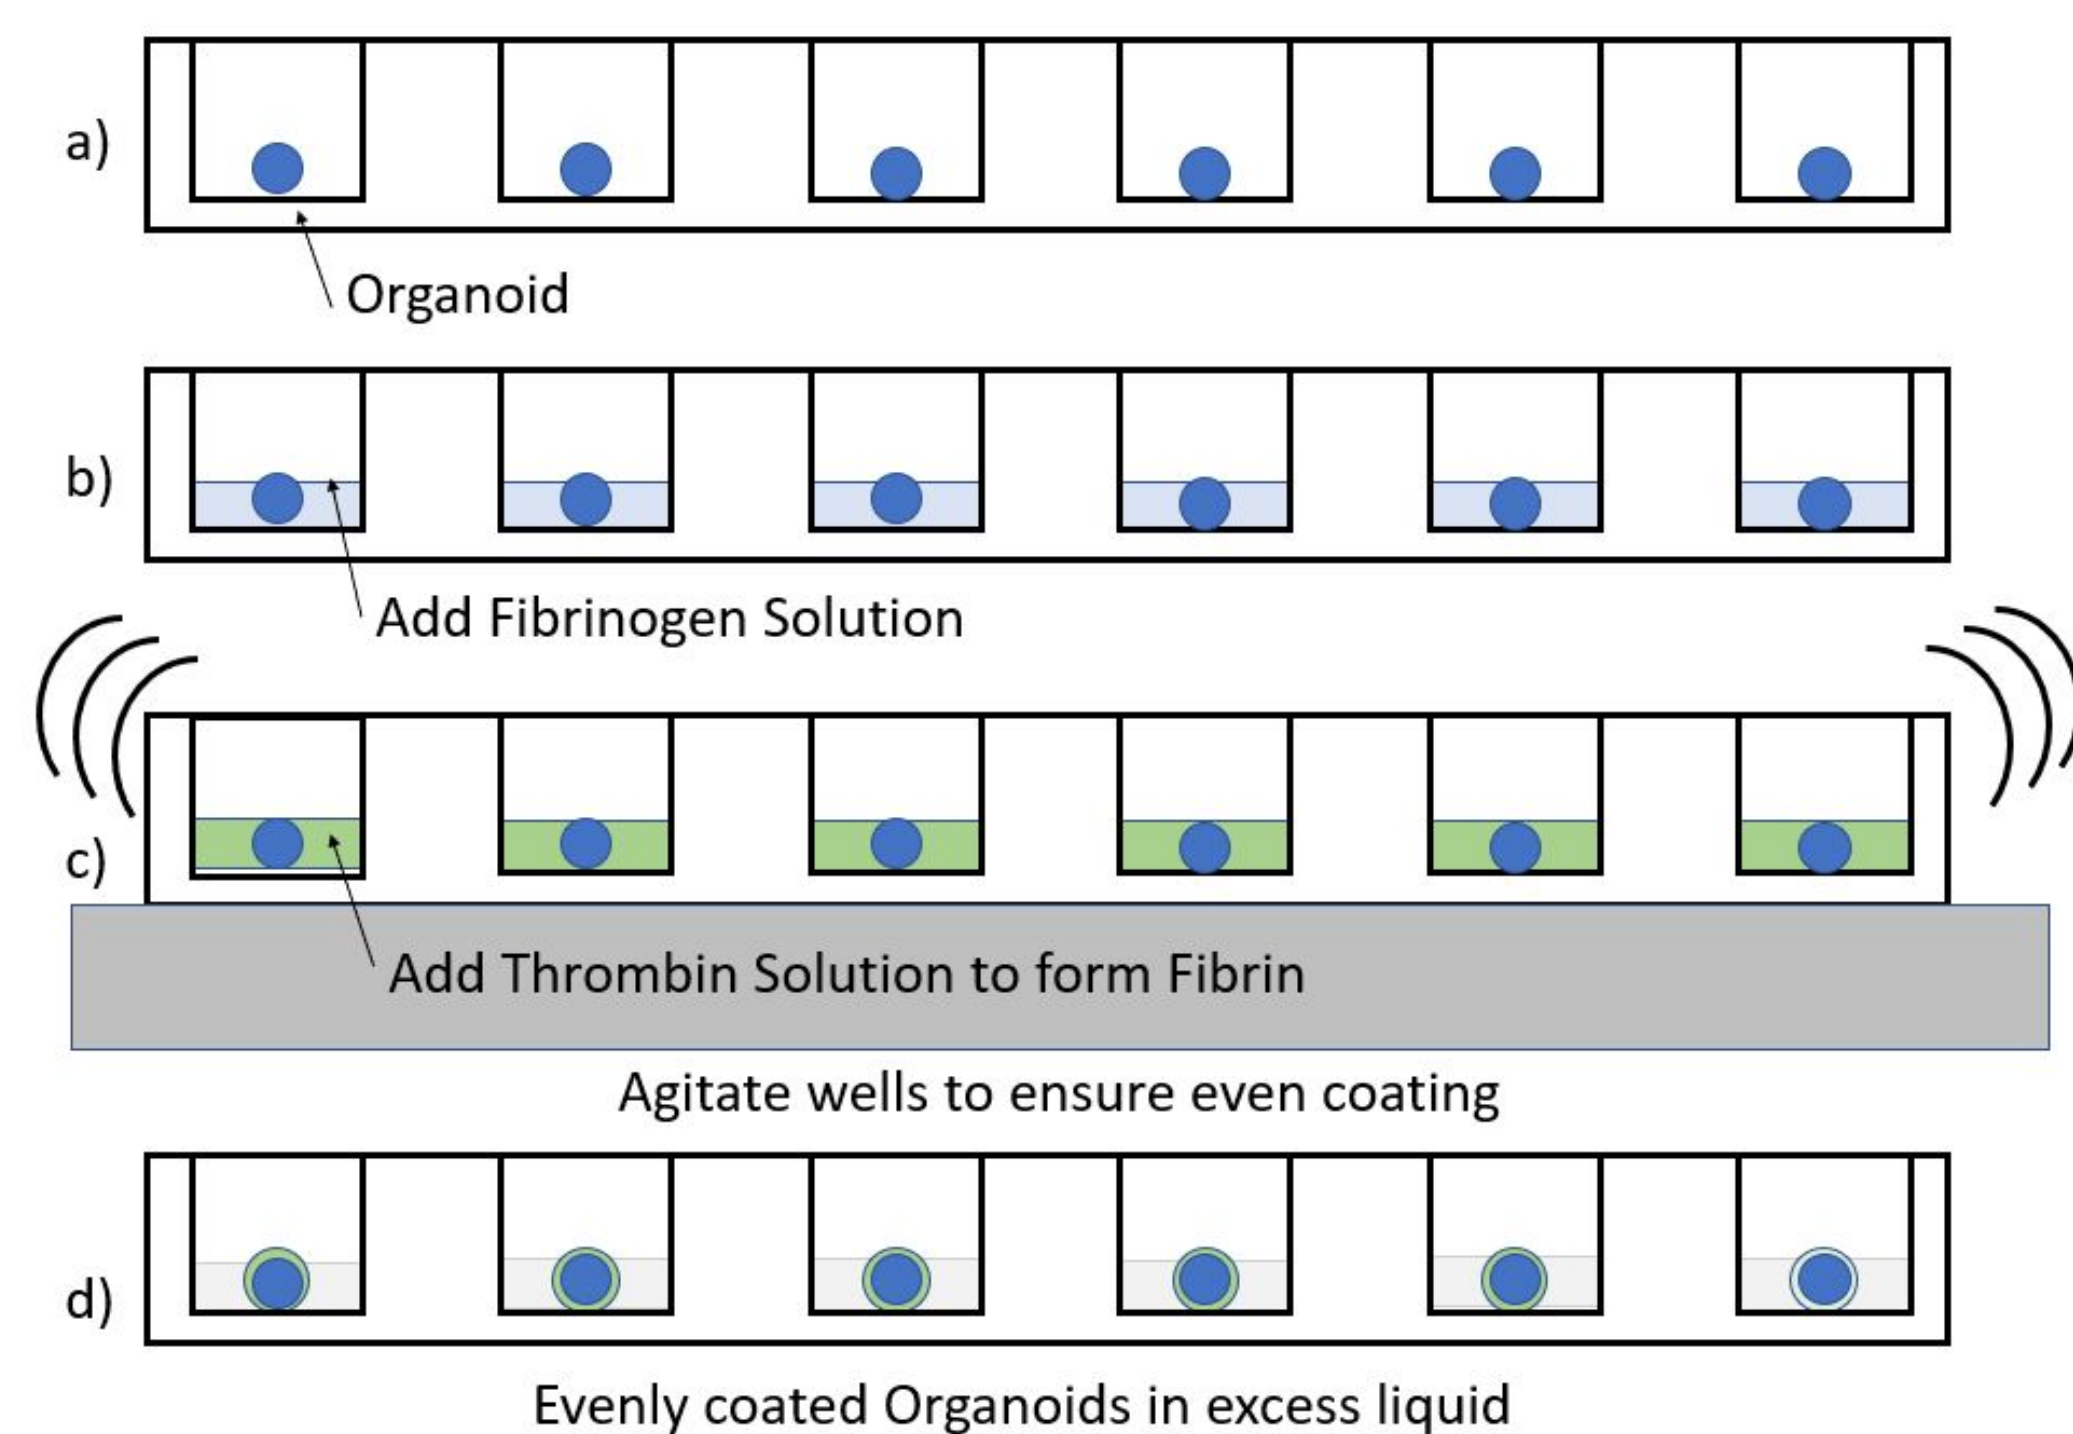 a)
Organoid
b)
Add Fibrinogen Solution
c)
Add Thrombin Solution to form Fibrin
Agitate wells to ensure even coating
d)
Evenly coated Organoids in excess liquid